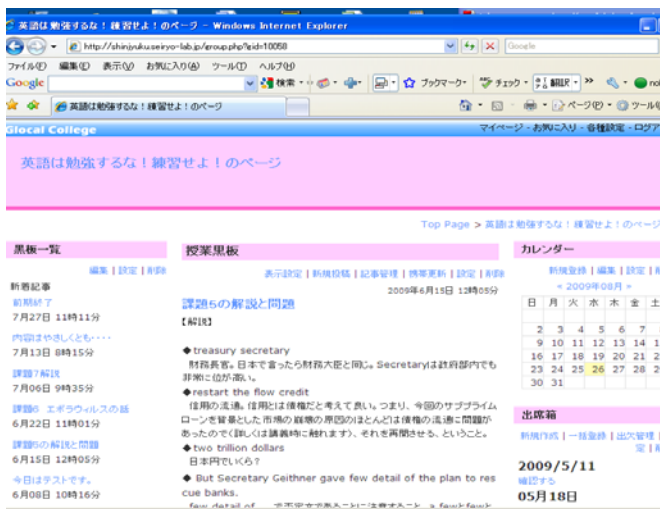 英語は勉強するな!練習せよ!のページ - Windows Internet Explorer
http://shinjyuku.seiryo-lab.jp/group.php?gid=10058
Google
ファイル(F) 編集(E) 表示(V) お気に入り(A) ツール(T) ヘルプ(H)
Google 検索 ブックマーク チェック 翻訳
英語は勉強するな!練習せよ!のページ ページ(P)
Glocal College
マイページ・お気に入り・各種設定・ログア
英語は勉強するな!練習せよ!のページ
Top Page > 英語は勉強するな!練習せよ!のページ
黒板一覧
編集 | 設定 | 削除
新着記事
前期終了
7月27日 11時11分
内容はやさしくとも・・・・
7月13日 8時15分
課題7解説
7月06日 9時35分
課題6 エボラウィルスの話
6月22日 11時01分
課題5の解説と問題
6月15日 12時05分
今日はテストです。
6月08日 10時16分
授業黒板
表示設定 | 新規投稿 | 記事管理 | 携帯更新 | 設定 | 削除
2009年6月15日 12時05分
課題5の解説と問題
【解説】
◆treasury secretary
財務長官。日本で言ったら財務大臣と同じ。Secretaryは政府部内でも
非常に位が高い。
◆restart the flow credit
信用の流通。信用とは債権だと考えて良い。つまり、今回のサブプライム
ローンを背景とした市場の崩壊の原因のほとんどは債権の流通に問題が
あったので(詳しくは講義時に触れます)、それを再開させる、ということ。
◆two trillion dollars
日本円でいくら?
◆ But Secretary Geithner gave few detail of the plan to res
cue banks.
few detail of
カレンダー
新規登録 | 編集 | 設定 |
« 2009年08月 »
日 月 火 水 木 金 土
2 3 4 5 6 7
9 10 11 12 13 14 1
16 17 18 19 20 21 2
23 24 25 26 27 28 2
30 31
出席箱
新規作成 | 一括登録 | 出欠管理 |
定 |
2009/5/11
確認する
05月18日